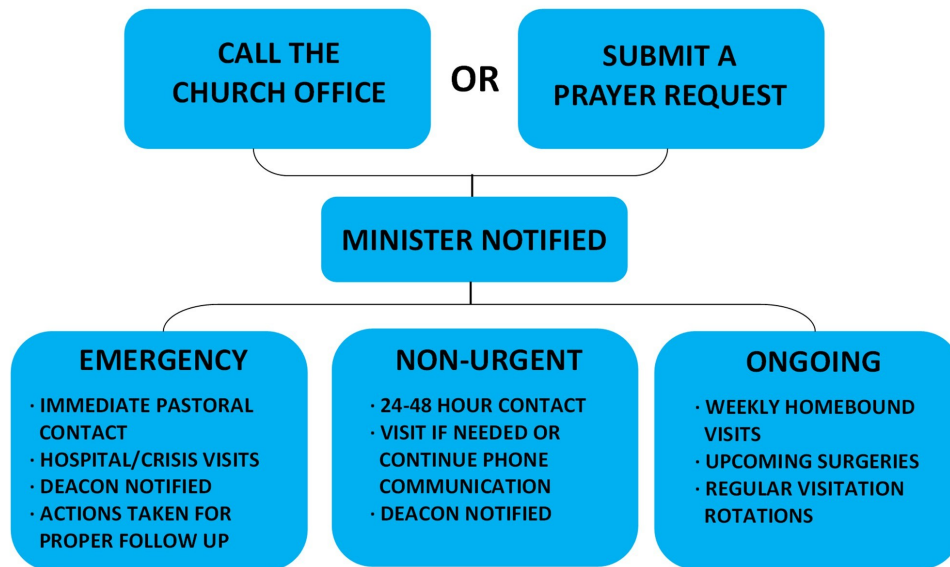 CALL THE
CHURCH OFFICE
OR
SUBMIT A
PRAYER REQUEST
MINISTER NOTIFIED
EMERGENCY
· IMMEDIATE PASTORAL
CONTACT
· HOSPITAL/CRISIS VISITS
· DEACON NOTIFIED
· ACTIONS TAKEN FOR
PROPER FOLLOW UP
NON-URGENT
· 24-48 HOUR CONTACT
· VISIT IF NEEDED OR
CONTINUE PHONE
COMMUNICATION
· DEACON NOTIFIED
ONGOING
· WEEKLY HOMEBOUND
VISITS
· UPCOMING SURGERIES
· REGULAR VISITATION
ROTATIONS